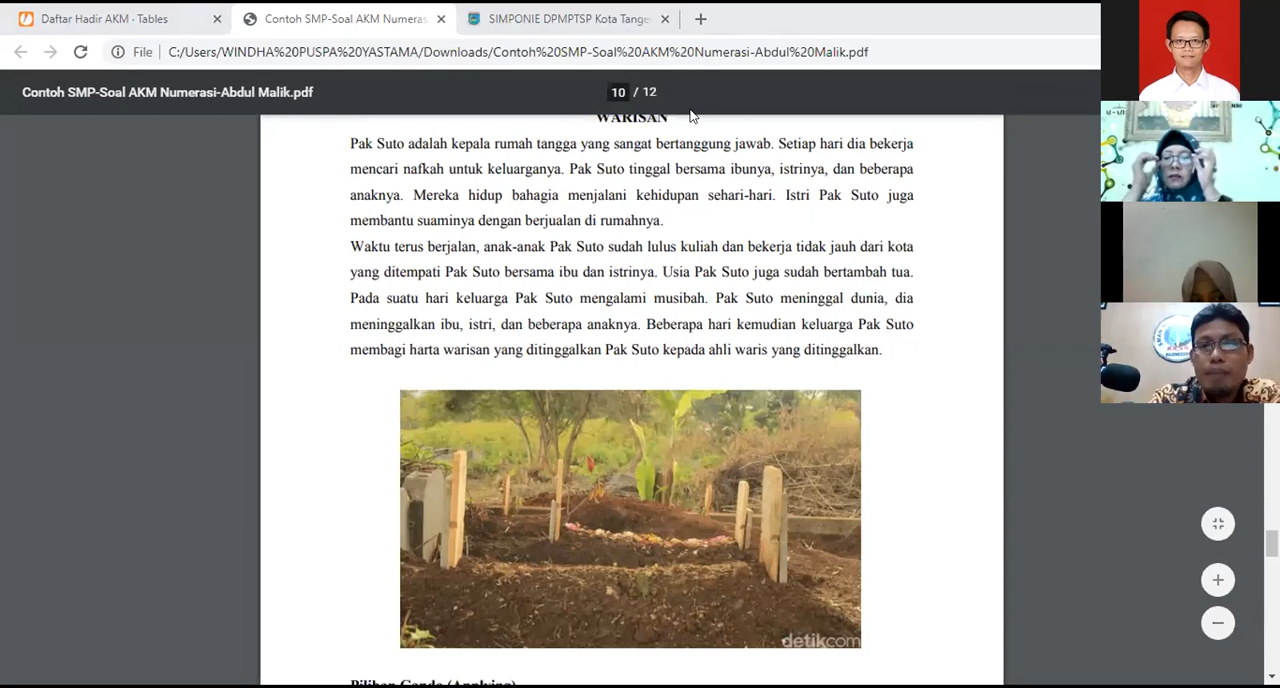 Daftar Hadir AKM - Tables
Contoh SMP-Soal AKM Numeras
SIMPONIE DPMPTSP Kota Tange
File
C:/Users/WINDHA%20PUSPA%20YASTAMA/Downloads/Contoh%20SMP-Soal%20AKM%20Numerasi-Abdul%20Malik.pdf
Contoh SMP-Soal AKM Numerasi-Abdul Malik.pdf
10 / 12
WARISAN
Pak Suto adalah kepala rumah tangga yang sangat bertanggung jawab. Setiap hari dia bekerja
mencari nafkah untuk keluarganya. Pak Suto tinggal bersama ibunya, istrinya, dan beberapa
anaknya. Mereka hidup bahagia menjalani kehidupan sehari-hari. Istri Pak Suto juga
membantu suaminya dengan berjualan di rumahnya.
Waktu terus berjalan, anak-anak Pak Suto sudah lulus kuliah dan bekerja tidak jauh dari kota
yang ditempati Pak Suto bersama ibu dan istrinya. Usia Pak Suto juga sudah bertambah tua.
Pada suatu hari keluarga Pak Suto mengalami musibah. Pak Suto meninggal dunia, dia
meninggalkan ibu, istri, dan beberapa anaknya. Beberapa hari kemudian keluarga Pak Suto
membagi harta warisan yang ditinggalkan Pak Suto kepada ahli waris yang ditinggalkan.
detikcom
Pilihan Ganda (Applying)